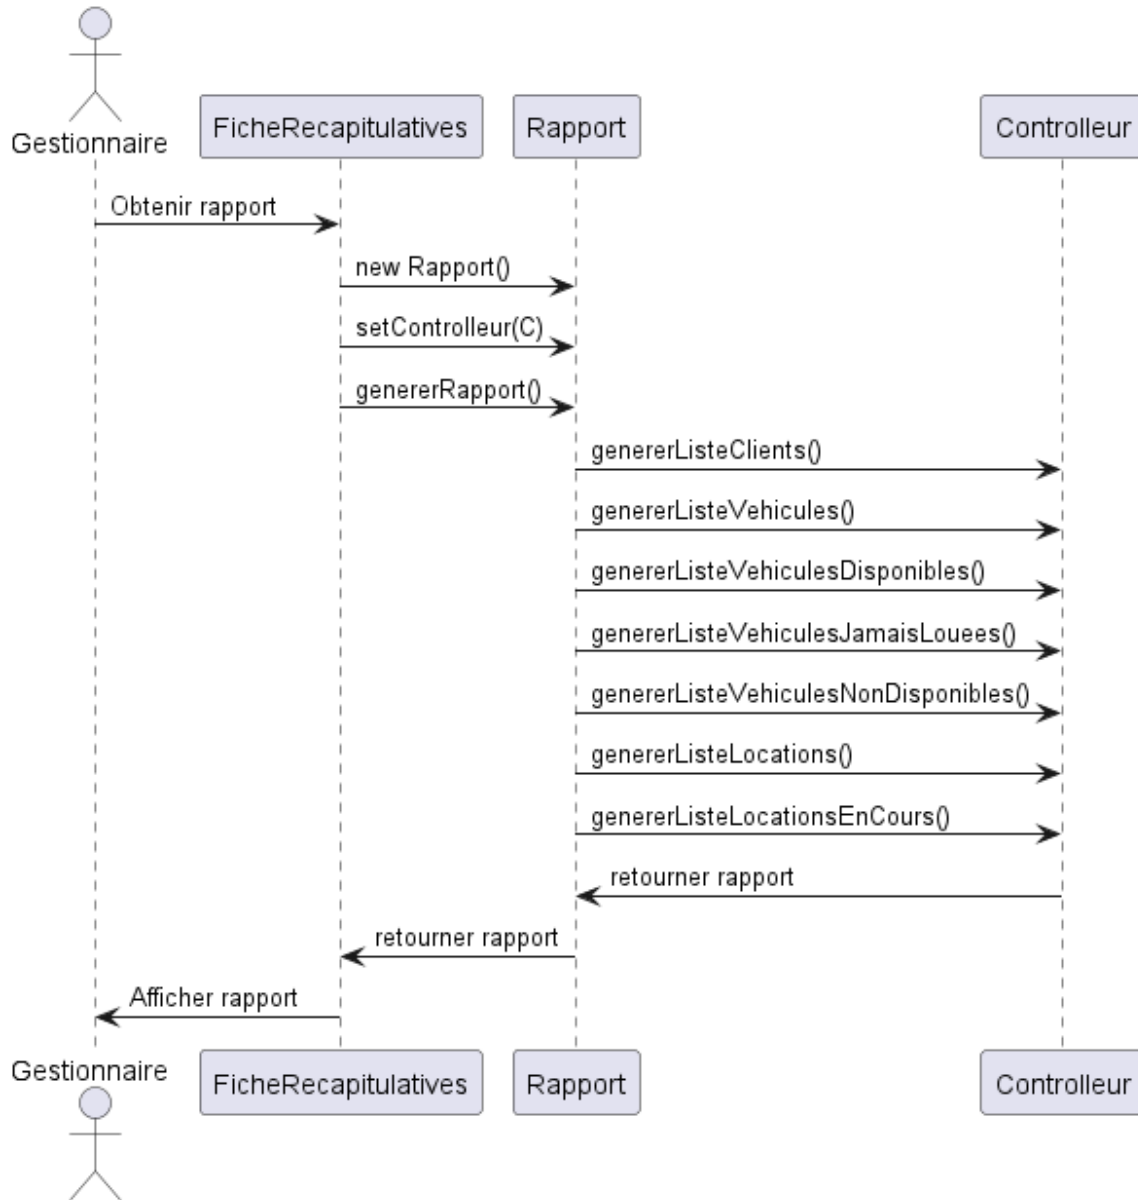 Gestionnaire
FicheRecapitulatives
Rapport
Controlleur
Obtenir rapport
new Rapport()
setControlleur(C)
genererRapport()
genererListeClients()
genererListeVehicules()
genererListeVehiculesDisponibles()
genererListeVehiculesJamaisLouees()
genererListeVehiculesNonDisponibles()
genererListeLocations()
genererListeLocationsEnCours()
retourner rapport
retourner rapport
Afficher rapport
Gestionnaire
FicheRecapitulatives
Rapport
Controlleur